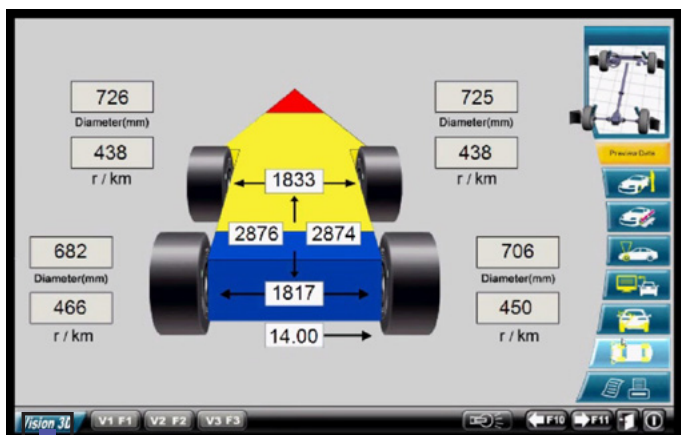 726
725
Diameter(mm)
Diameter(mm)
438
438
r / km
r / km
Preview Data
1833
2876
2874
682
706
Diameter(mm)
Diameter(mm)
1817
466
450
r / km
r / km
14.00
Vision 3D
V1 F1
V2 F2
V3 F3
F10
F11